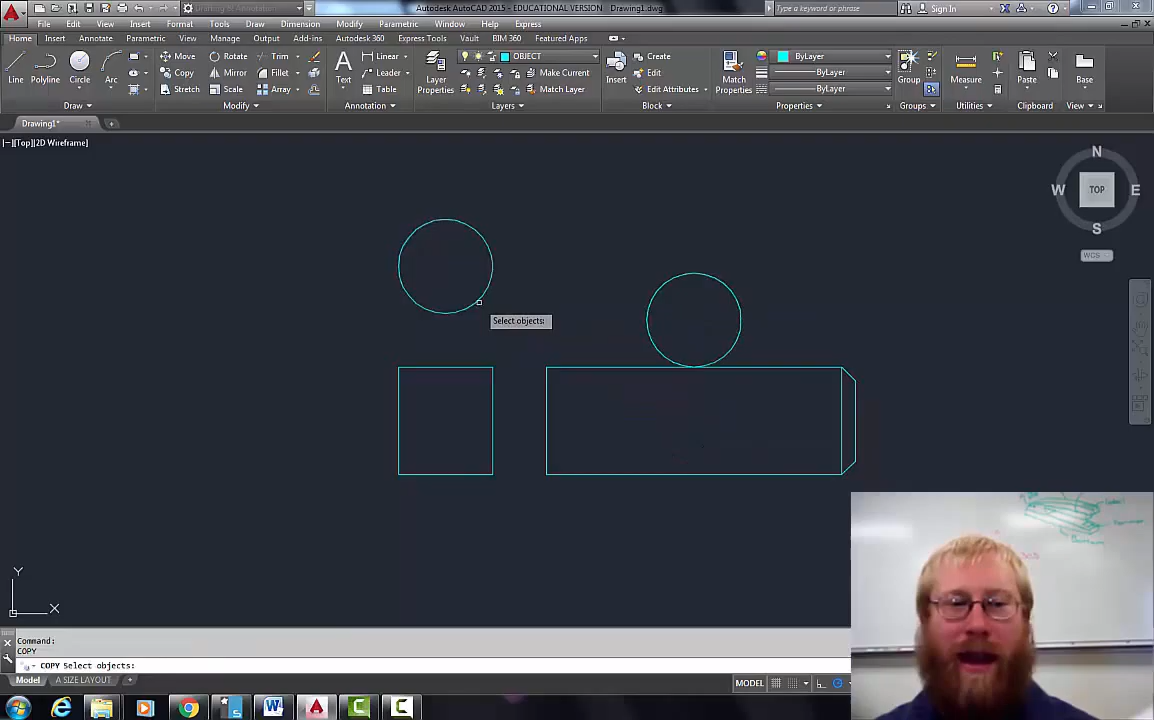 Autodesk AutoCAD 2015 - EDUCATIONAL VERSION Drawing1.dwg
Drafting & Annotation
Type a keyword or phrase
Sign In
File Edit View Insert Format Tools Draw Dimension Modify Parametric Window Help Express
Home Insert Annotate Parametric View Manage Output Add-ins Autodesk 360 Express Tools Vault BIM 360 Featured Apps
Line Polyline Circle Arc
Move Rotate Trim
Copy Mirror Fillet
Stretch Scale Array
Text
Linear
Leader
Table
Layer Properties
OBJECT
Make Current
Match Layer
Insert
Create
Edit
Edit Attributes
Match Properties
ByLayer
ByLayer
ByLayer
Group
Measure
Paste
Base
Draw Modify Annotation Layers Block Properties Groups Utilities Clipboard View
Drawing1*
[−][Top][2D Wireframe]
N
W TOP E
S
WCS
Select objects:
Y
X
Command:
COPY
COPY Select objects:
Model A SIZE LAYOUT
MODEL